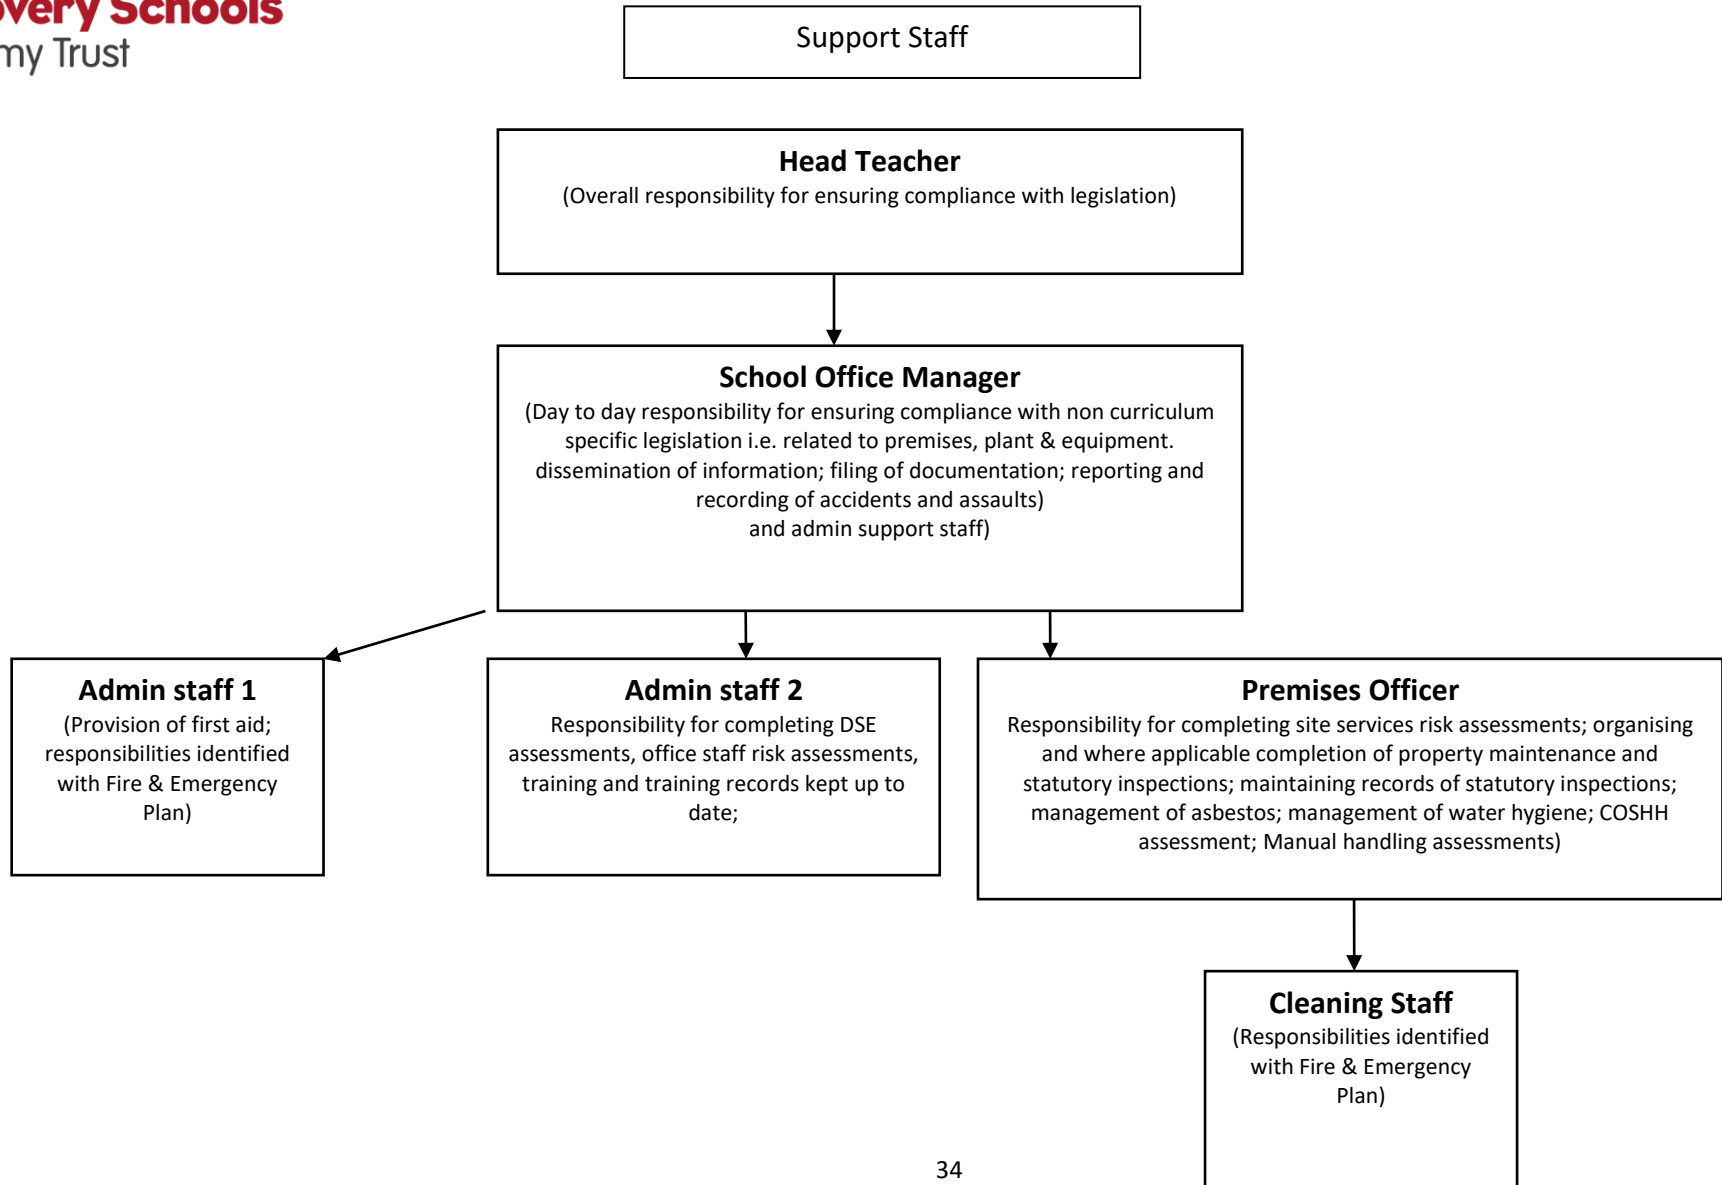 overy Schools
my Trust
Support Staff
Head Teacher
(Overall responsibility for ensuring compliance with legislation)
School Office Manager
(Day to day responsibility for ensuring compliance with non curriculum
specific legislation i.e. related to premises, plant & equipment.
dissemination of information; filing of documentation; reporting and
recording of accidents and assaults)
and admin support staff)
Admin staff 1
(Provision of first aid;
responsibilities identified
with Fire & Emergency
Plan)
Admin staff 2
Responsibility for completing DSE
assessments, office staff risk assessments,
training and training records kept up to
date;
Premises Officer
Responsibility for completing site services risk assessments; organising
and where applicable completion of property maintenance and
statutory inspections; maintaining records of statutory inspections;
management of asbestos; management of water hygiene; COSHH
assessment; Manual handling assessments)
Cleaning Staff
(Responsibilities identified
with Fire & Emergency
Plan)
34